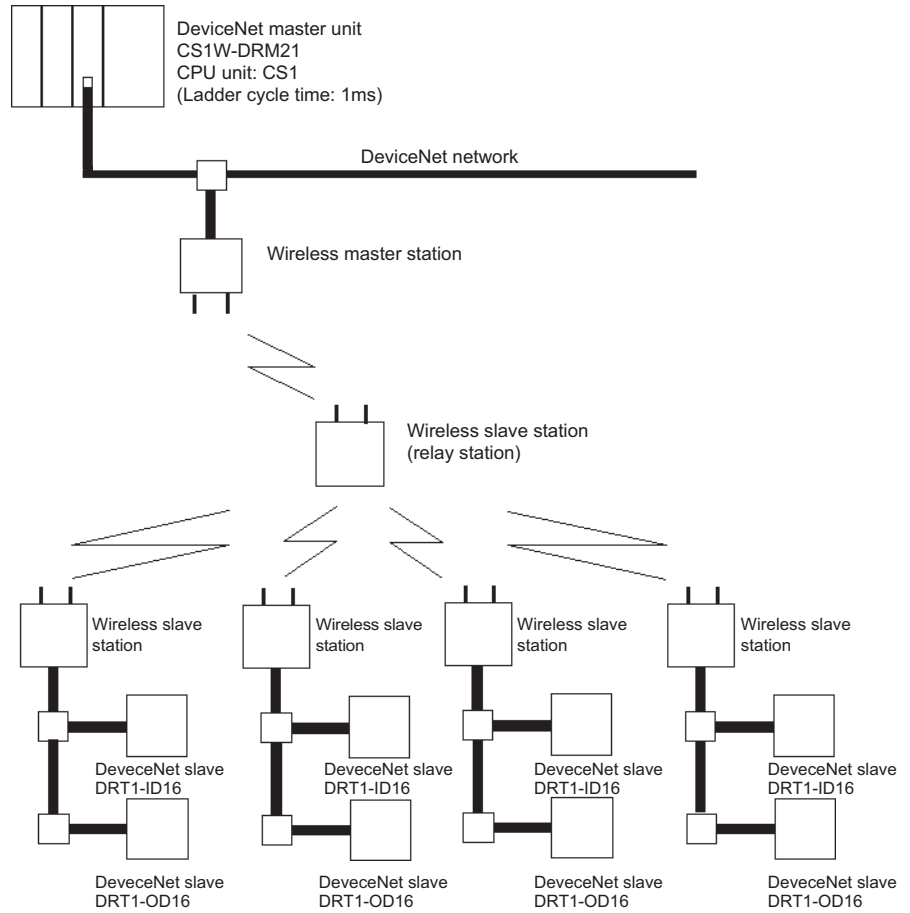 DeviceNet master unit
CS1W-DRM21
CPU unit: CS1
(Ladder cycle time: 1ms)
DeviceNet network
Wireless master station
Wireless slave station
(relay station)
Wireless slave
station
Wireless slave
station
Wireless slave
station
Wireless slave
station
DeveceNet slave
DRT1-ID16
DeveceNet slave
DRT1-ID16
DeveceNet slave
DRT1-ID16
DeveceNet slave
DRT1-ID16
DeveceNet slave
DRT1-OD16
DeveceNet slave
DRT1-OD16
DeveceNet slave
DRT1-OD16
DeveceNet slave
DRT1-OD16